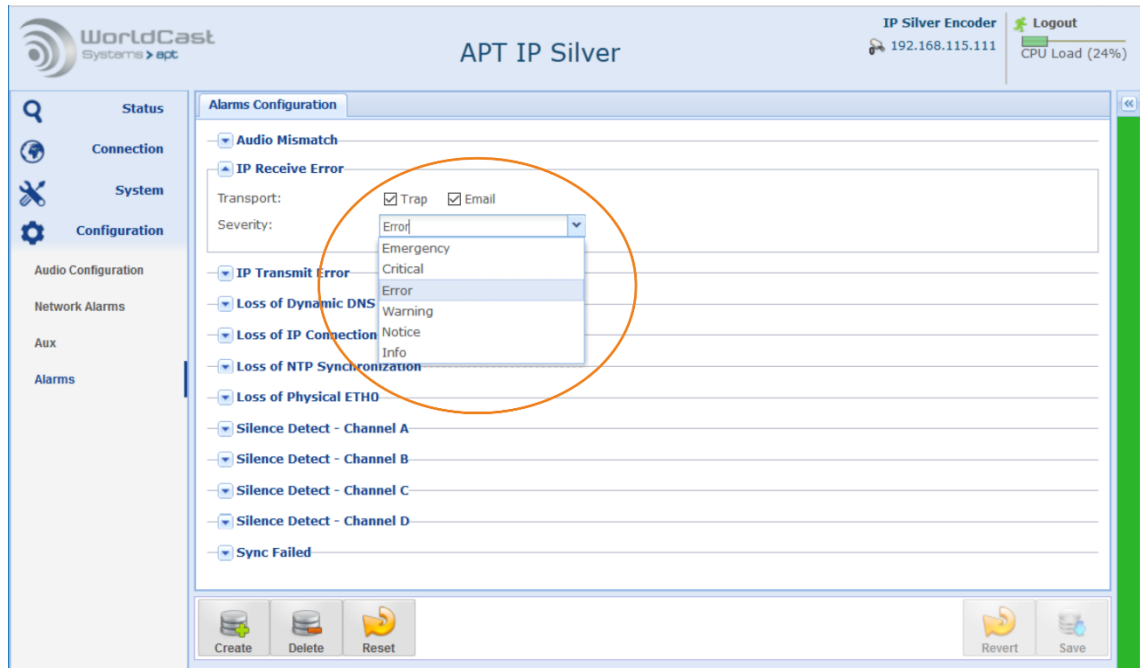 WorldCast
Systems > apt
APT IP Silver
IP Silver Encoder
192.168.115.111
Logout
CPU Load (24%)
Status
Connection
System
Configuration
Audio Configuration
Network Alarms
Aux
Alarms
Alarms Configuration
Audio Mismatch
IP Receive Error
Transport: Trap Email
Severity: Error
Emergency
Critical
Error
Warning
Notice
Info
IP Transmit Error
Loss of Dynamic DNS
Loss of IP Connection
Loss of NTP Synchronization
Loss of Physical ETH0
Silence Detect - Channel A
Silence Detect - Channel B
Silence Detect - Channel C
Silence Detect - Channel D
Sync Failed
Create Delete Reset Revert Save